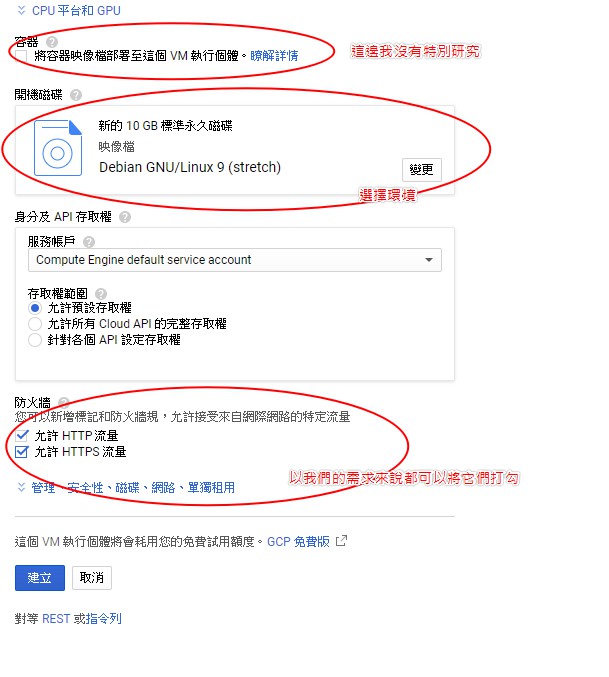 CPU 平台和 GPU
容器
將容器映像檔部署至這個 VM 執行個體。瞭解詳情
這邊我沒有特別研究
開機磁碟
新的 10 GB 標準永久磁碟
映像檔
Debian GNU/Linux 9 (stretch)
變更
選擇環境
身分及 API 存取權
服務帳戶
Compute Engine default service account
存取權範圍
允許預設存取權
允許所有 Cloud API 的完整存取權
針對各個 API 設定存取權
防火牆
您可以新增標記和防火牆規，允許接受來自網際網路的特定流量
允許 HTTP 流量
允許 HTTPS 流量
以我們的需求來說都可以將它們打勾
管理、安全性、磁碟、網路、單獨租用
這個 VM 執行個體將會耗用您的免費試用額度。GCP 免費版
建立 取消
對等 REST 或指令列